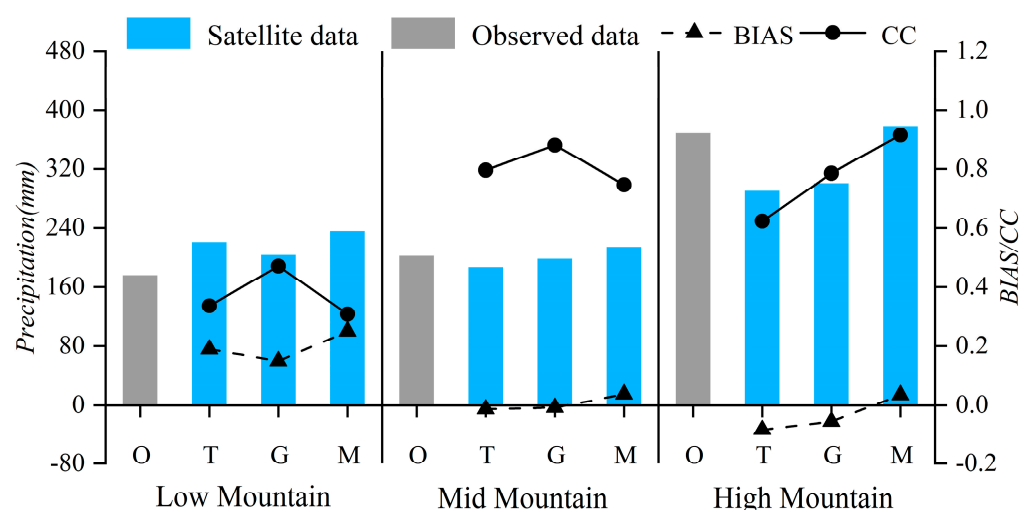 Satellite data Observed data BIAS CC
480 1.2
400 1.0
320 0.8
240 0.6
160 0.4
80 0.2
0 0.0
-80 -0.2
Precipitation(mm)
BIAS/CC
O T G M O T G M O T G M
Low Mountain Mid Mountain High Mountain